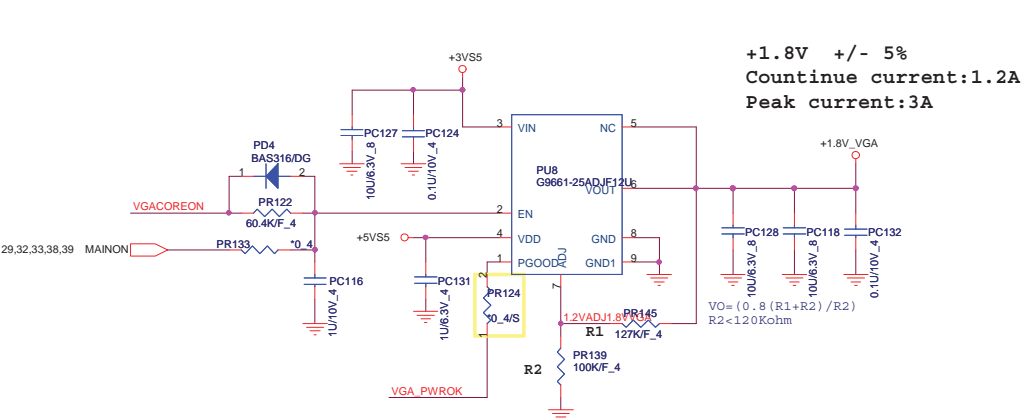 +1.8V +/- 5%
Countinue current:1.2A
Peak current:3A
+3VS5
3 VIN
NC 5
PC127
10U/6.3V_8
PC124
0.1U/10V_4
PU8
G9661-25ADJF12U
VOUT 6
+1.8V_VGA
PD4
BAS316/DG
1 2
VGACOREON
PR122
60.4K/F_4
2 EN
29,32,33,38,39 MAINON
PR133 *0_4
+5VS5
4 VDD
GND 8
1 PGOOD
ADJ
GND1 9
7
PC116
1U/10V_4
PC131
1U/6.3V_4
2
PR124
*0_4/S
1
VGA_PWROK
PC128
10U/6.3V_8
PC118
10U/6.3V_8
PC132
0.1U/10V_4
VO=(0.8(R1+R2)/R2)
R2<120Kohm
1.2VADJ1.8VVGA
PR145
R1
127K/F_4
R2
PR139
100K/F_4